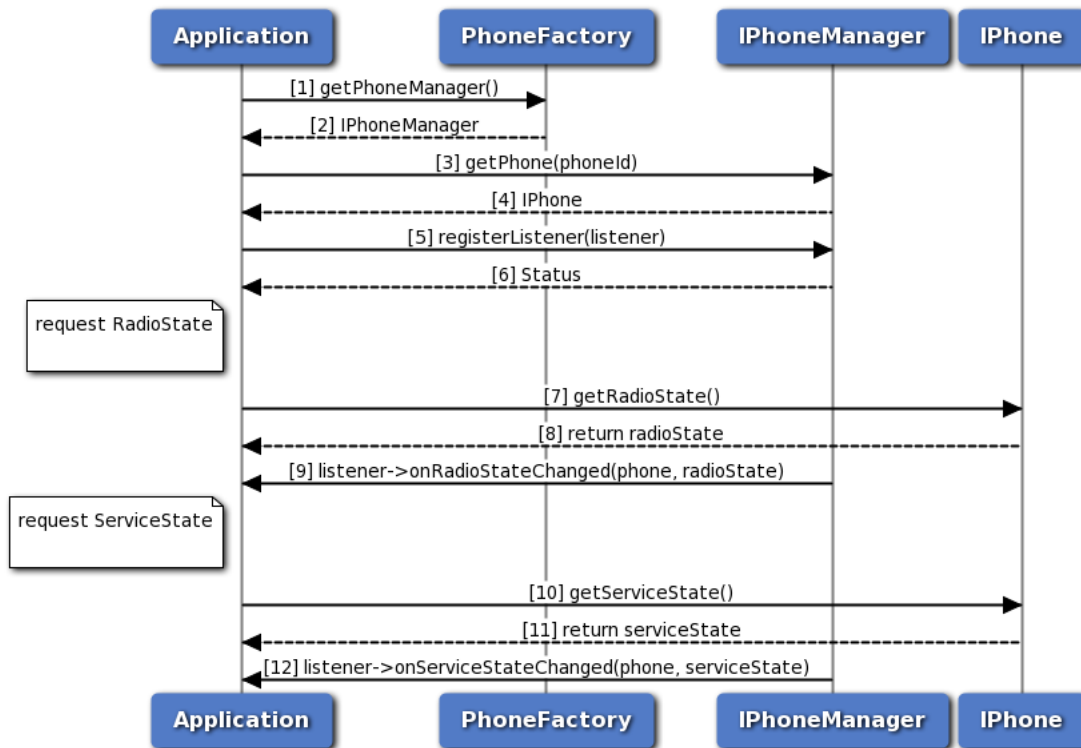 Application PhoneFactory IPhoneManager IPhone
[1] getPhoneManager()
[2] IPhoneManager
[3] getPhone(phoneId)
[4] IPhone
[5] registerListener(listener)
[6] Status
request RadioState
[7] getRadioState()
[8] return radioState
[9] listener->onRadioStateChanged(phone, radioState)
request ServiceState
[10] getServiceState()
[11] return serviceState
[12] listener->onServiceStateChanged(phone, serviceState)
Application PhoneFactory IPhoneManager IPhone